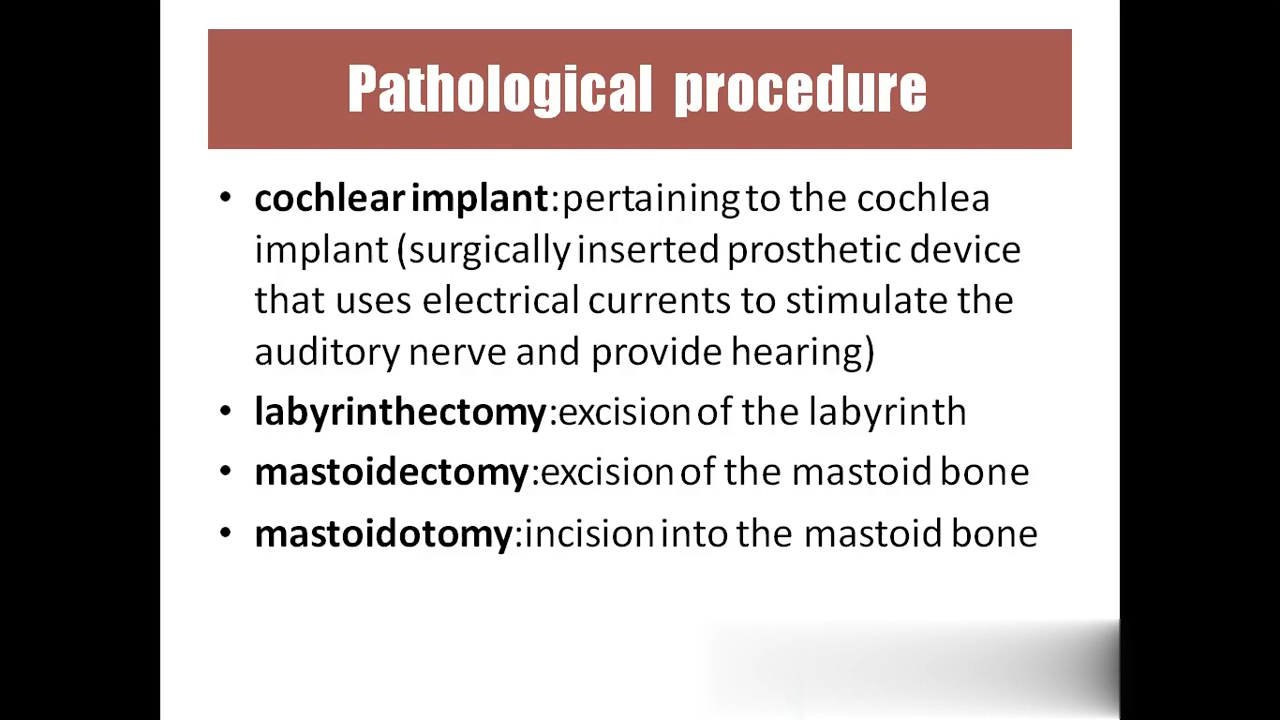 Pathological procedure
• cochlear implant:pertaining to the cochlea
implant (surgically inserted prosthetic device
that uses electrical currents to stimulate the
auditory nerve and provide hearing)
• labyrinthectomy:excision of the labyrinth
• mastoidectomy:excision of the mastoid bone
• mastoidotomy:incision into the mastoid bone